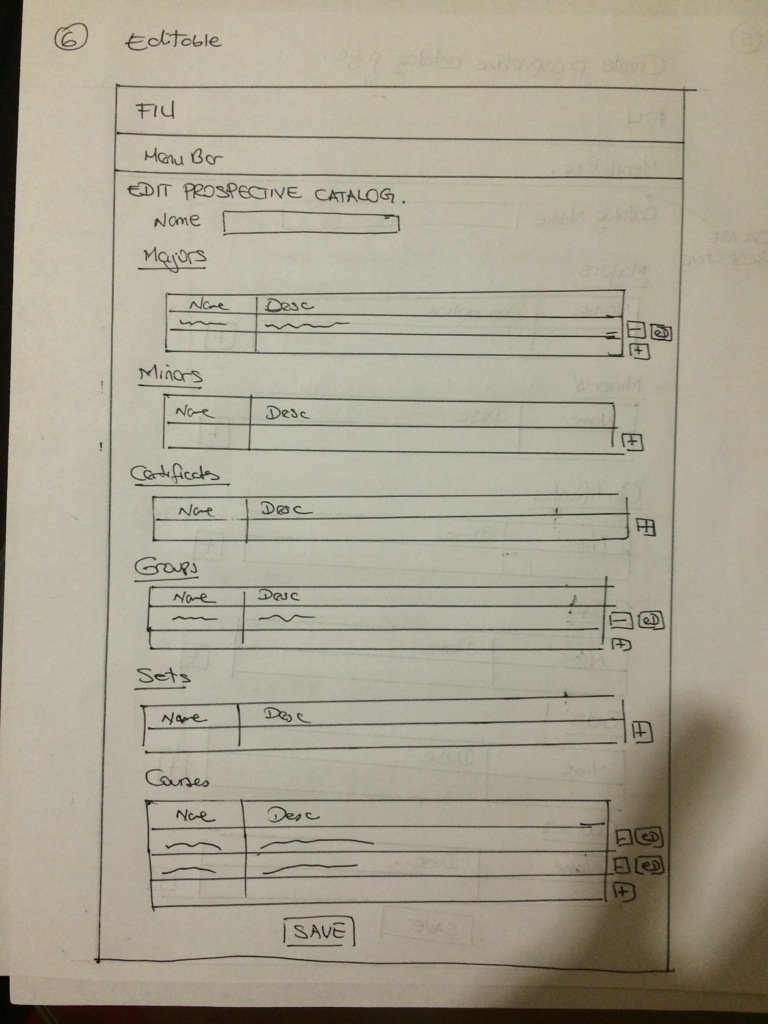 6 Editable
FIU
Menu Bar
EDIT PROSPECTIVE CATALOG.
Name
Majors
Name Desc
- ED
+
Minors
Name Desc
+
Certificates
Name Desc
+
Groups
Name Desc
- ED
+
Sets
Name Desc
+
Courses
Name Desc
- ED
- ED
+
SAVE